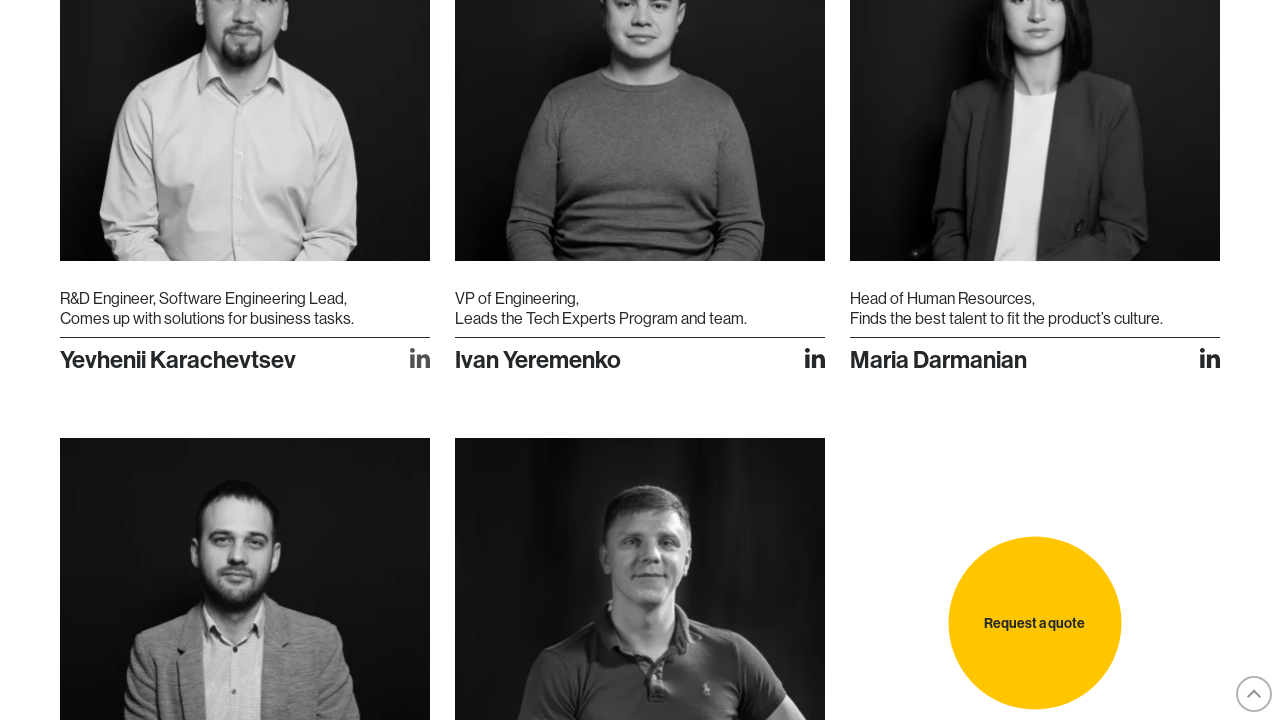 R&D Engineer, Software Engineering Lead,
Comes up with solutions for business tasks.
Yevhenii Karachevtsev
in
VP of Engineering,
Leads the Tech Experts Program and team.
Ivan Yeremenko
in
Head of Human Resources,
Finds the best talent to fit the product’s culture.
Maria Darmanian
in
Request a quote